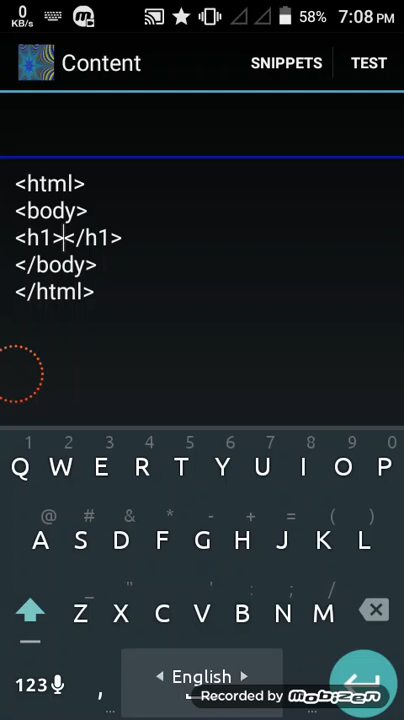 0 KB/s 58% 7:08 PM
Content SNIPPETS TEST
<html>
<body>
<h1></h1>
</body>
</html>
1 2 3 4 5 6 7 8 9 0
Q W E R T Y U I O P
@ # & * - + = ( )
A S D F G H J K L
_ " ' : ; /
Z X C V B N M
123 , English
Recorded by mobizen